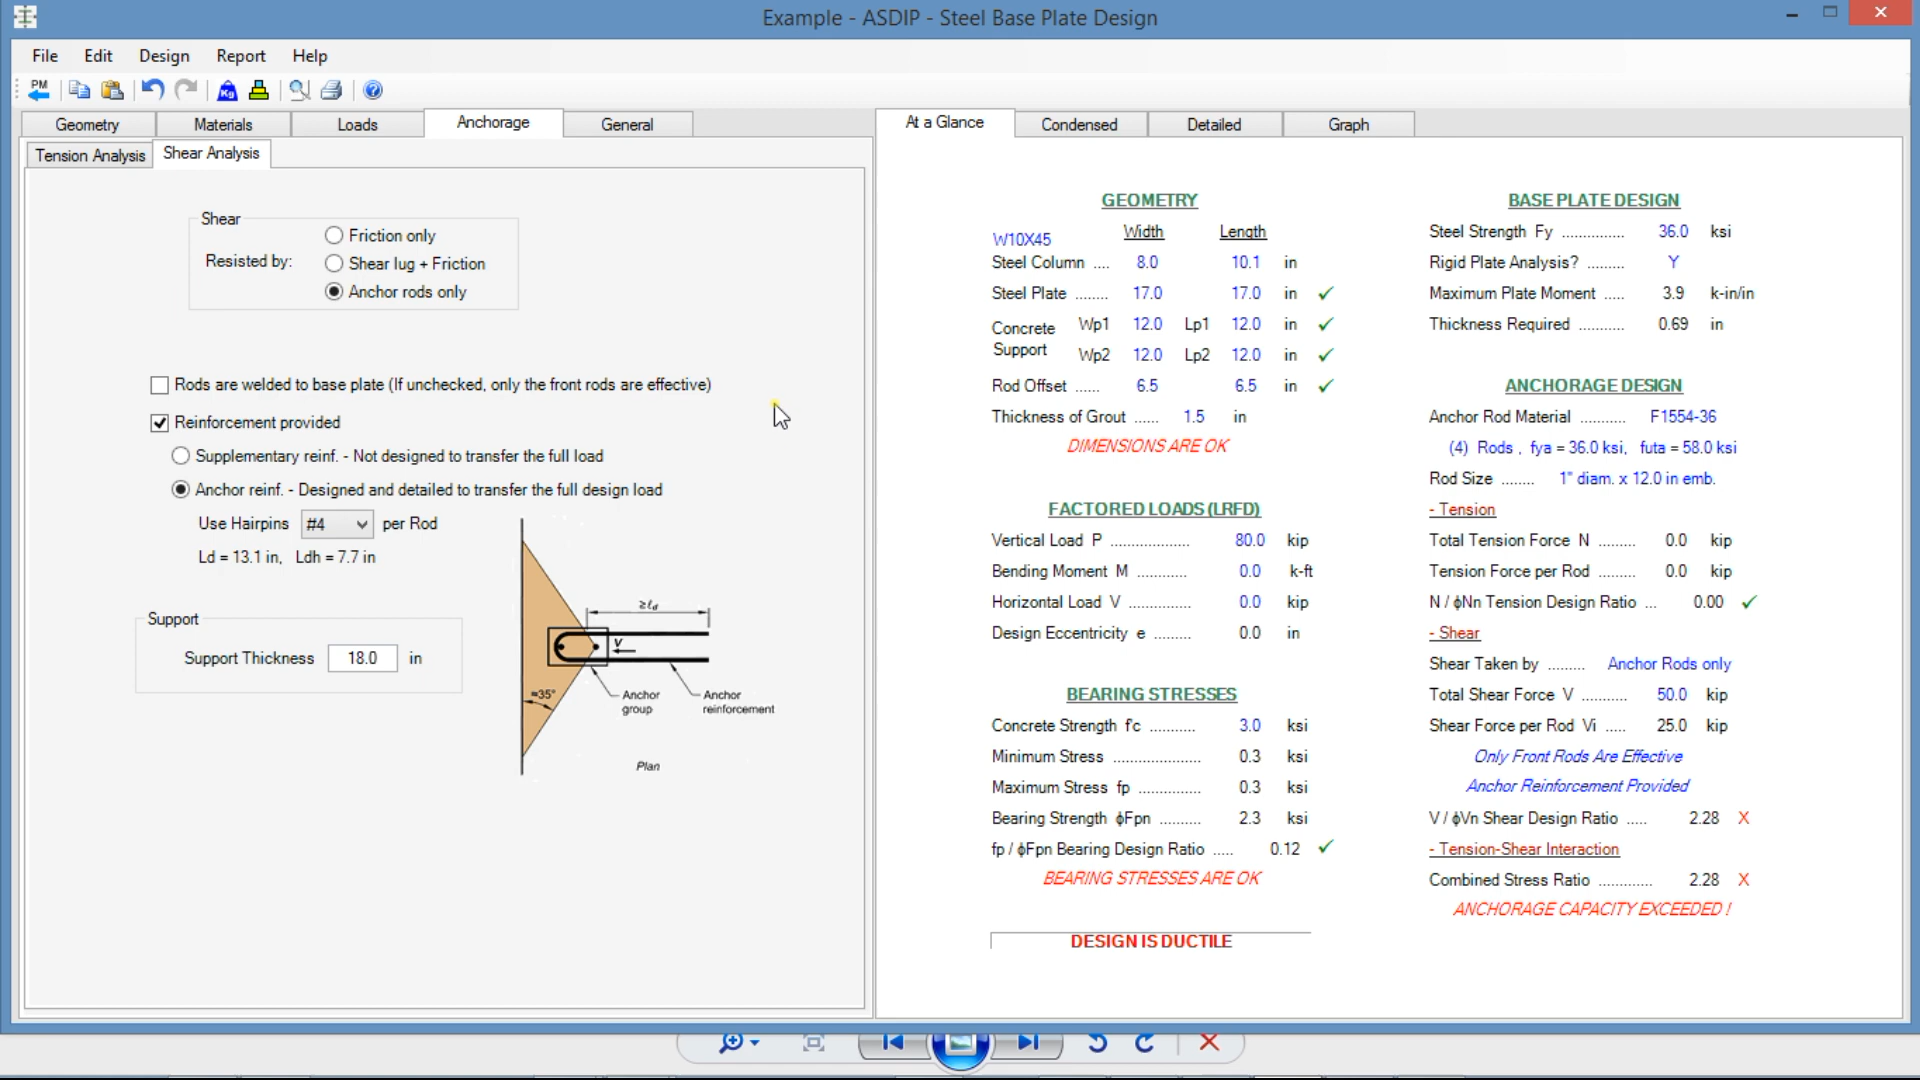 Example - ASDIP - Steel Base Plate Design
File Edit Design Report Help
PM Kg
Geometry Materials Loads Anchorage General
Tension Analysis Shear Analysis
Shear
Resisted by:
Friction only
Shear lug + Friction
Anchor rods only
Rods are welded to base plate (If unchecked, only the front rods are effective)
Reinforcement provided
Supplementary reinf. - Not designed to transfer the full load
Anchor reinf. - Designed and detailed to transfer the full design load
Use Hairpins #4 per Rod
Ld = 13.1 in, Ldh = 7.7 in
Support
Support Thickness 18.0 in
≥ℓd
V
≈35°
Anchor group
Anchor reinforcement
Plan
At a Glance Condensed Detailed Graph
GEOMETRY
W10X45 Width Length
Steel Column .... 8.0 10.1 in
Steel Plate ........ 17.0 17.0 in ✓
Concrete Support
Wp1 12.0 Lp1 12.0 in ✓
Wp2 12.0 Lp2 12.0 in ✓
Rod Offset ...... 6.5 6.5 in ✓
Thickness of Grout ...... 1.5 in
DIMENSIONS ARE OK
FACTORED LOADS (LRFD)
Vertical Load P ................... 80.0 kip
Bending Moment M ............ 0.0 k-ft
Horizontal Load V .............. 0.0 kip
Design Eccentricity e ......... 0.0 in
BEARING STRESSES
Concrete Strength f'c ........... 3.0 ksi
Minimum Stress ..................... 0.3 ksi
Maximum Stress fp ................ 0.3 ksi
Bearing Strength ϕFpn .......... 2.3 ksi
fp / ϕFpn Bearing Design Ratio ..... 0.12 ✓
BEARING STRESSES ARE OK
DESIGN IS DUCTILE
BASE PLATE DESIGN
Steel Strength Fy ............... 36.0 ksi
Rigid Plate Analysis? ......... Y
Maximum Plate Moment ..... 3.9 k-in/in
Thickness Required ........... 0.69 in
ANCHORAGE DESIGN
Anchor Rod Material ........... F1554-36
(4) Rods , fya = 36.0 ksi, futa = 58.0 ksi
Rod Size ........ 1" diam. x 12.0 in emb.
- Tension
Total Tension Force N ......... 0.0 kip
Tension Force per Rod ......... 0.0 kip
N / ϕNn Tension Design Ratio ... 0.00 ✓
- Shear
Shear Taken by ......... Anchor Rods only
Total Shear Force V ........... 50.0 kip
Shear Force per Rod Vi ..... 25.0 kip
Only Front Rods Are Effective
Anchor Reinforcement Provided
V / ϕVn Shear Design Ratio ..... 2.28 X
- Tension-Shear Interaction
Combined Stress Ratio ............. 2.28 X
ANCHORAGE CAPACITY EXCEEDED !